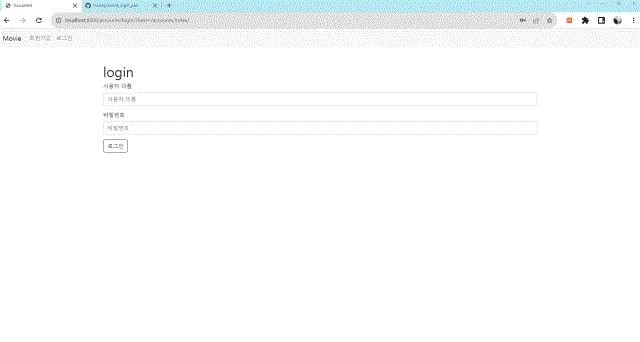 Document
localhost:8000/accounts/login/?next=/accounts/index/
Movie 회원가입 로그인
login
사용자 이름
사용자 이름
비밀번호
비밀번호
로그인